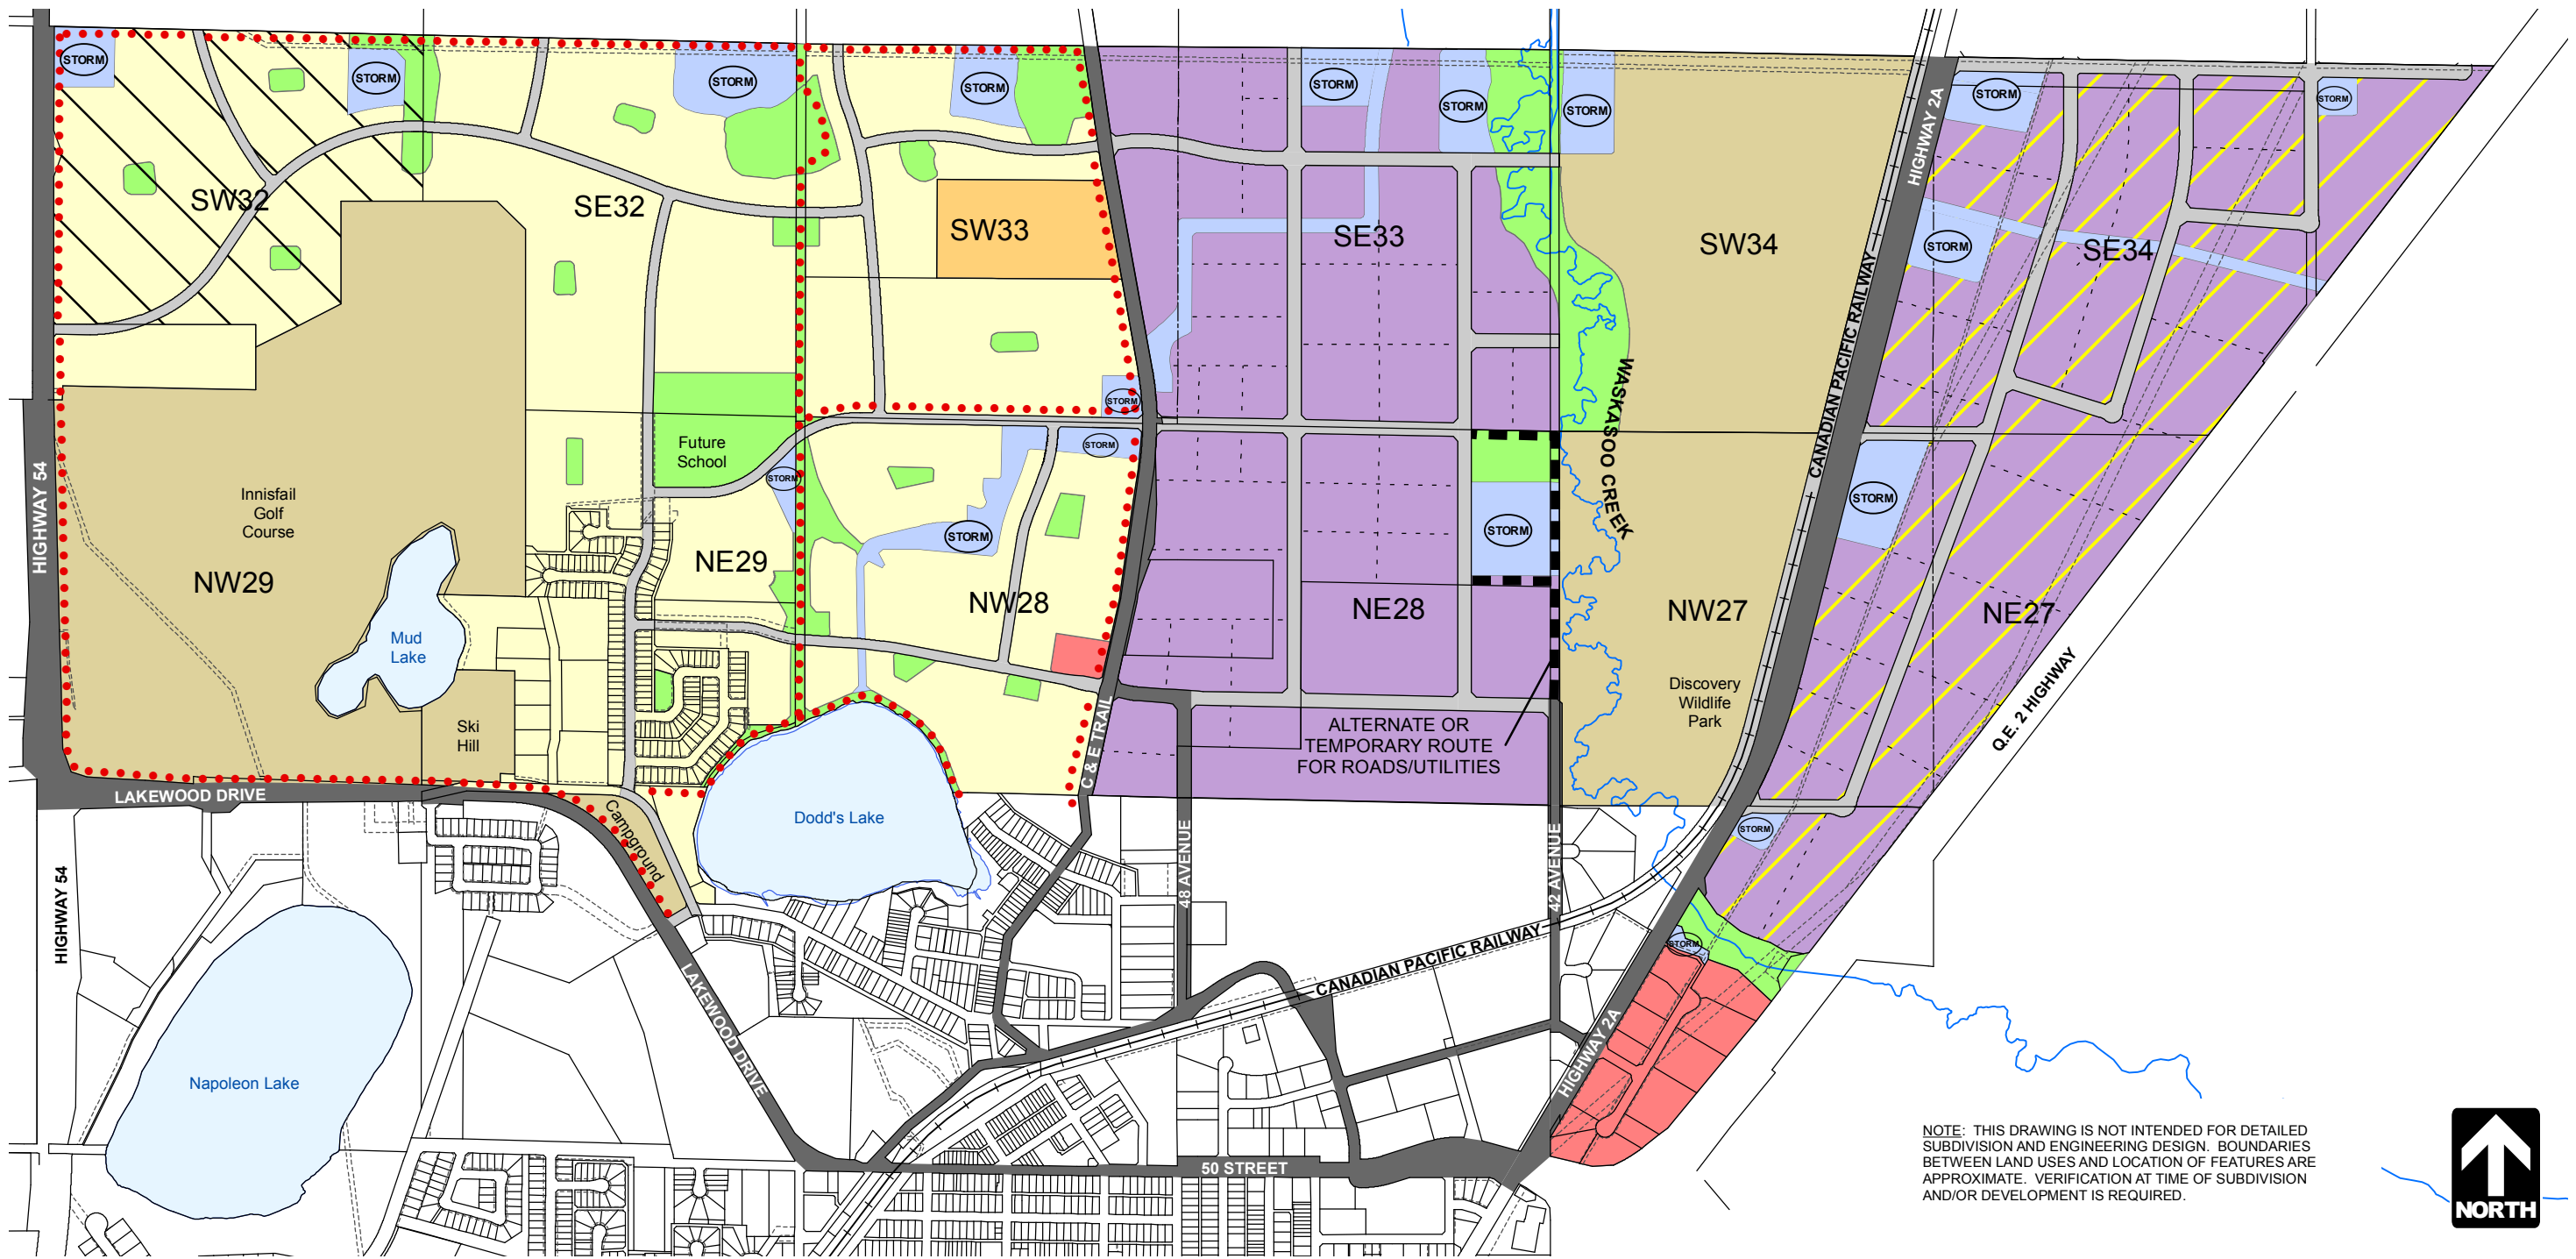 STORM
STORM
STORM
STORM
STORM
STORM
STORM
STORM
STORM
HIGHWAY 2A
SW32
SE32
SW33
SE33
SW34
STORM
SE34
CANADIAN PACIFIC RAILWAY
WASKASOO CREEK
STORM
Future
School
STORM
STORM
HIGHWAY 54
Innisfail
Golf
Course
STORM
STORM
STORM
NW29
NE29
NW28
NE28
NW27
NE27
Mud
Lake
Ski
Hill
C & E TRAIL
ALTERNATE OR
TEMPORARY ROUTE
FOR ROADS/UTILITIES
Discovery
Wildlife
Park
Q.E. 2 HIGHWAY
LAKEWOOD DRIVE
Campground
Dodd's Lake
48 AVENUE
42 AVENUE
STORM
HIGHWAY 54
STORM
CANADIAN PACIFIC RAILWAY
LAKEWOOD DRIVE
HIGHWAY 2A
Napoleon Lake
50 STREET
NOTE: THIS DRAWING IS NOT INTENDED FOR DETAILED
SUBDIVISION AND ENGINEERING DESIGN. BOUNDARIES
BETWEEN LAND USES AND LOCATION OF FEATURES ARE
APPROXIMATE. VERIFICATION AT TIME OF SUBDIVISION
AND/OR DEVELOPMENT IS REQUIRED.
NORTH